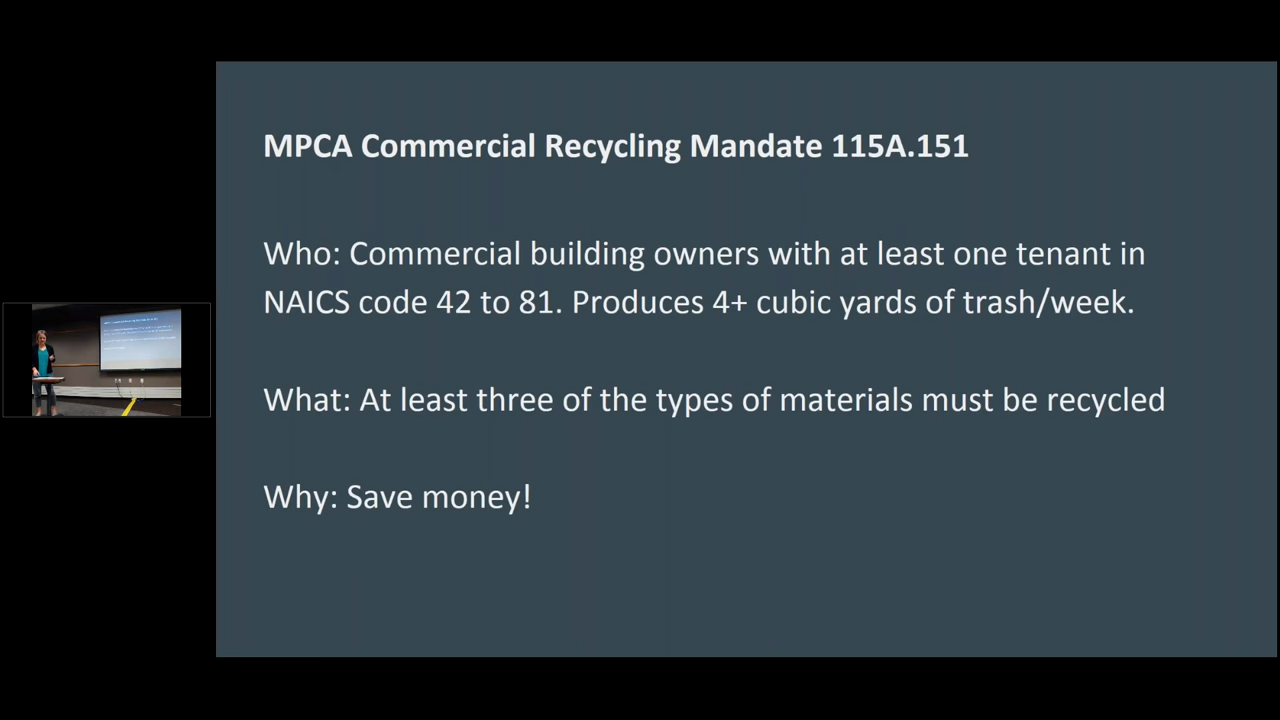 MPCA Commercial Recycling Mandate 115A.151
Who: Commercial building owners with at least one tenant in
NAICS code 42 to 81. Produces 4+ cubic yards of trash/week.
What: At least three of the types of materials must be recycled
Why: Save money!